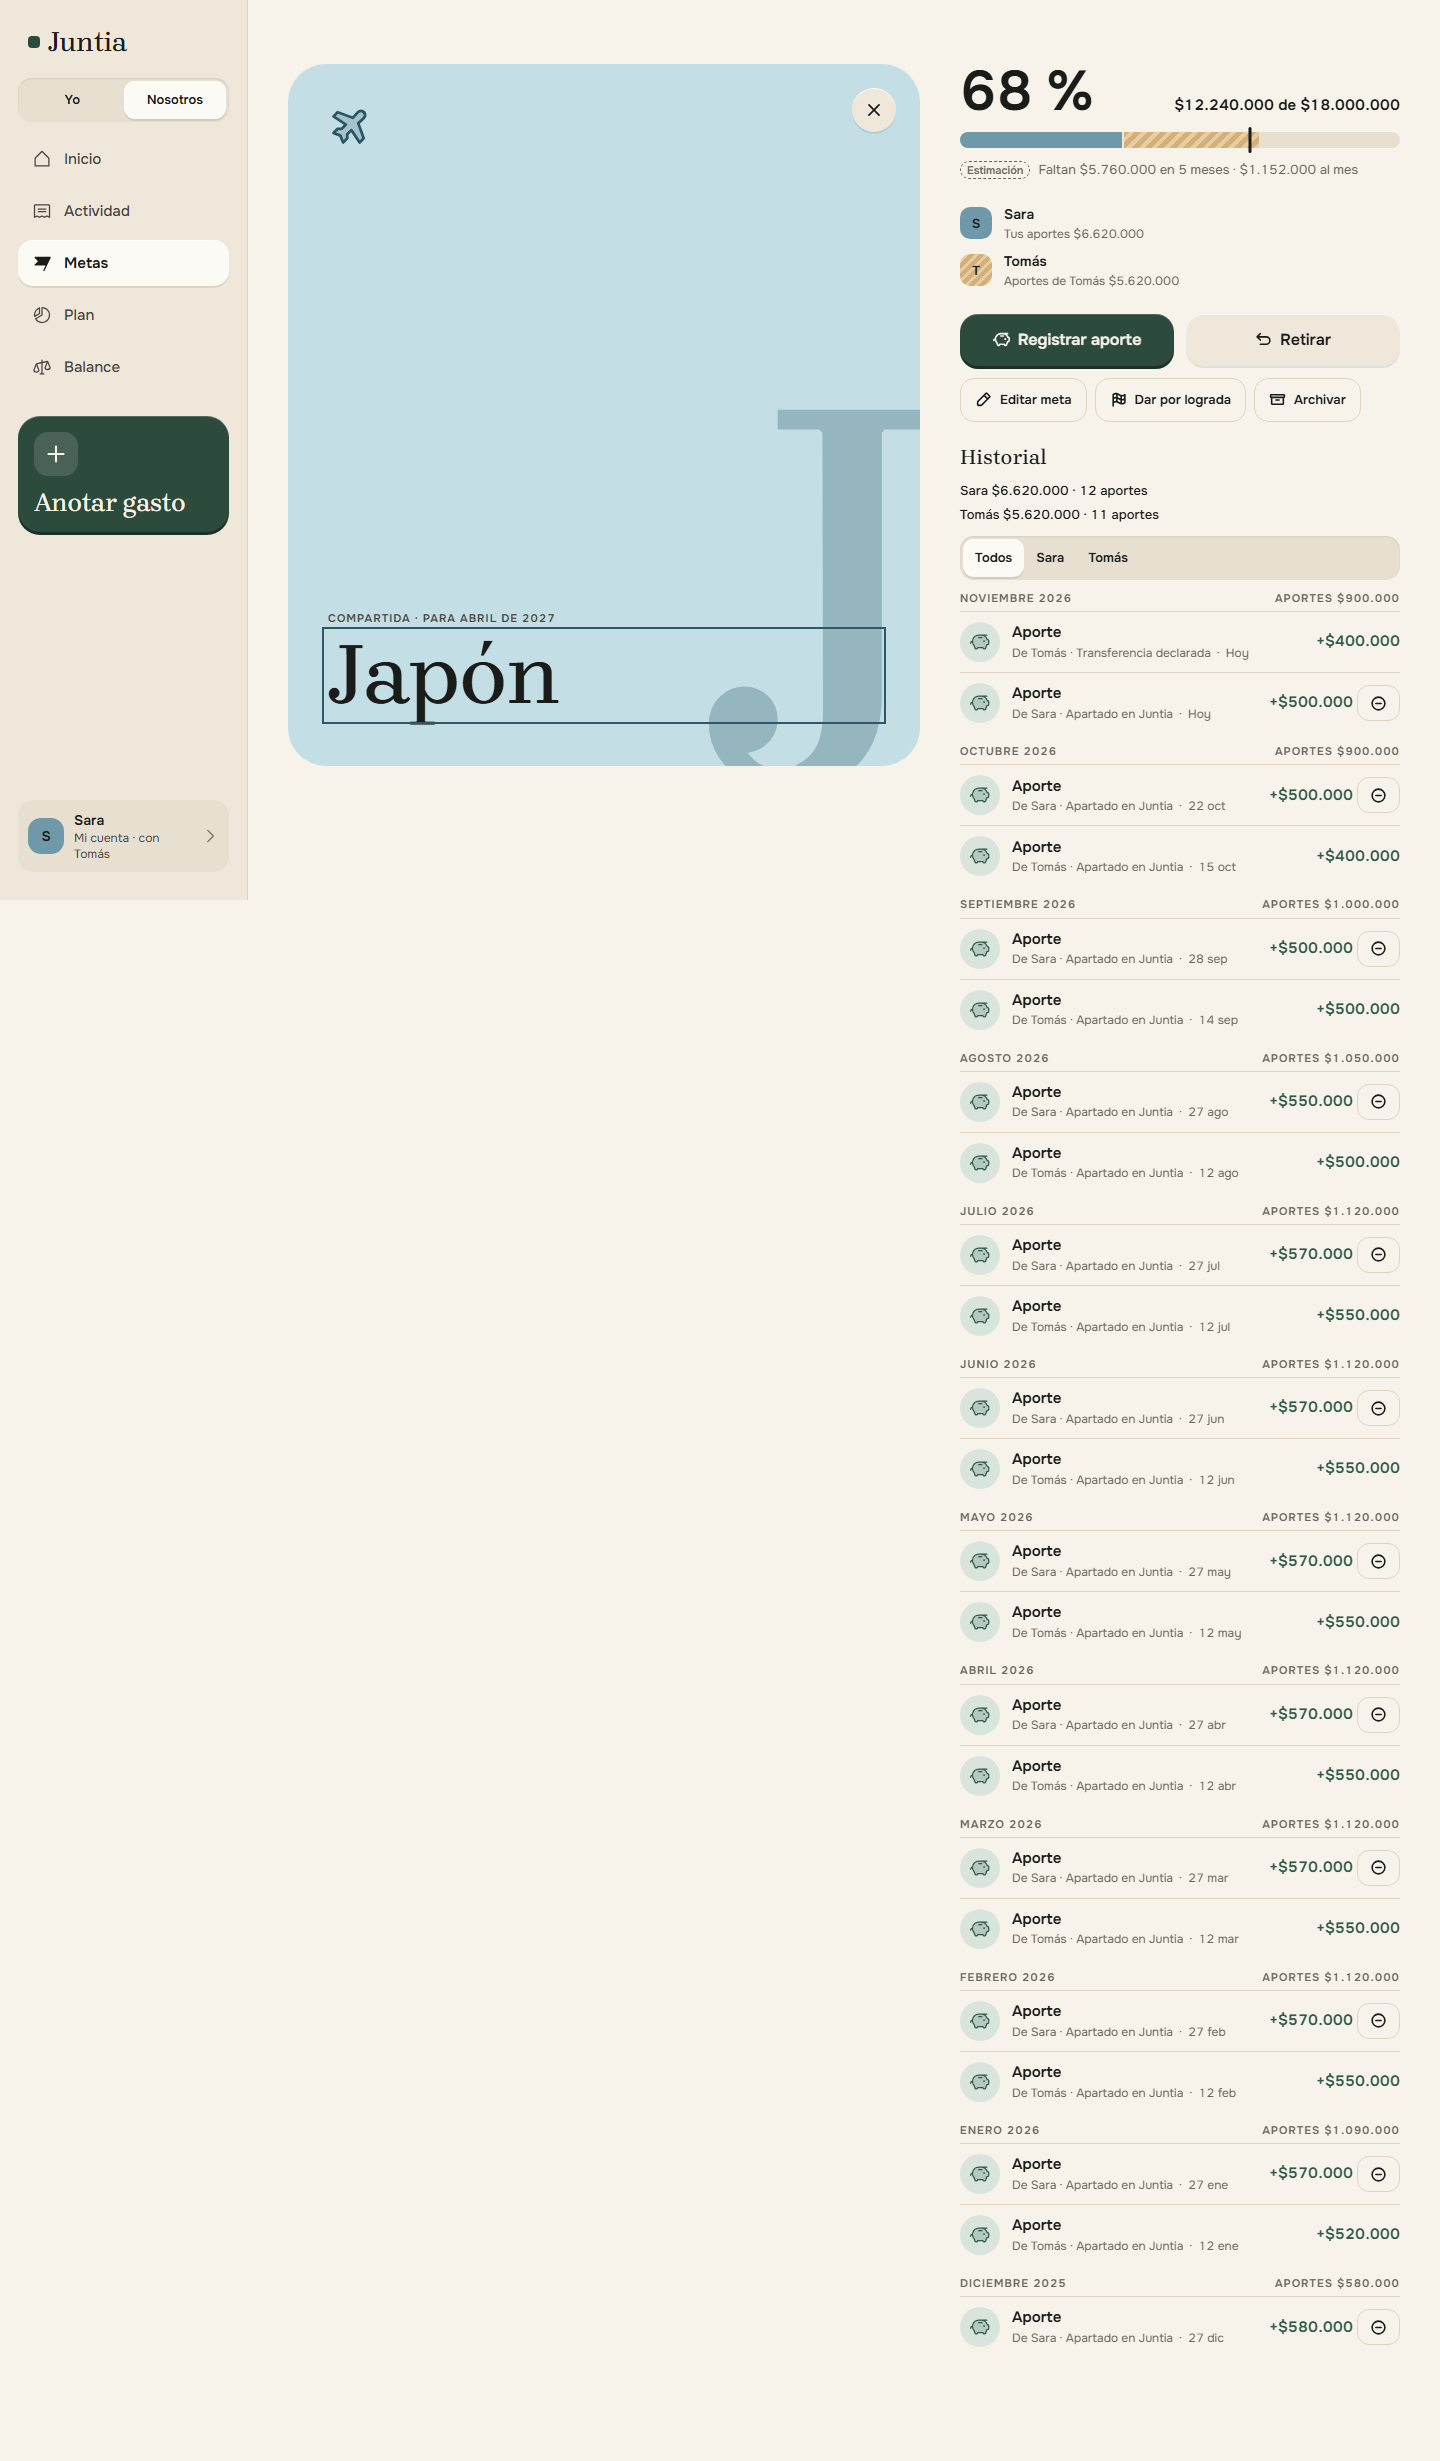 Juntia
Yo
Nosotros
Inicio
Actividad
Metas
Plan
Balance
Anotar gasto
S
Sara
Mi cuenta · con
Tomás
J
COMPARTIDA · PARA ABRIL DE 2027
Japón
68 %
$12.240.000 de $18.000.000
Estimación
Faltan $5.760.000 en 5 meses · $1.152.000 al mes
S
Sara
Tus aportes $6.620.000
T
Tomás
Aportes de Tomás $5.620.000
Registrar aporte
Retirar
Editar meta
Dar por lograda
Archivar
Historial
Sara $6.620.000 · 12 aportes
Tomás $5.620.000 · 11 aportes
Todos
Sara
Tomás
NOVIEMBRE 2026 APORTES $900.000
Aporte
+$400.000
De Tomás · Transferencia declarada · Hoy
Aporte
+$500.000
De Sara · Apartado en Juntia · Hoy
OCTUBRE 2026 APORTES $900.000
Aporte
+$500.000
De Sara · Apartado en Juntia · 22 oct
Aporte
+$400.000
De Tomás · Apartado en Juntia · 15 oct
SEPTIEMBRE 2026 APORTES $1.000.000
Aporte
+$500.000
De Sara · Apartado en Juntia · 28 sep
Aporte
+$500.000
De Tomás · Apartado en Juntia · 14 sep
AGOSTO 2026 APORTES $1.050.000
Aporte
+$550.000
De Sara · Apartado en Juntia · 27 ago
Aporte
+$500.000
De Tomás · Apartado en Juntia · 12 ago
JULIO 2026 APORTES $1.120.000
Aporte
+$570.000
De Sara · Apartado en Juntia · 27 jul
Aporte
+$550.000
De Tomás · Apartado en Juntia · 12 jul
JUNIO 2026 APORTES $1.120.000
Aporte
+$570.000
De Sara · Apartado en Juntia · 27 jun
Aporte
+$550.000
De Tomás · Apartado en Juntia · 12 jun
MAYO 2026 APORTES $1.120.000
Aporte
+$570.000
De Sara · Apartado en Juntia · 27 may
Aporte
+$550.000
De Tomás · Apartado en Juntia · 12 may
ABRIL 2026 APORTES $1.120.000
Aporte
+$570.000
De Sara · Apartado en Juntia · 27 abr
Aporte
+$550.000
De Tomás · Apartado en Juntia · 12 abr
MARZO 2026 APORTES $1.120.000
Aporte
+$570.000
De Sara · Apartado en Juntia · 27 mar
Aporte
+$550.000
De Tomás · Apartado en Juntia · 12 mar
FEBRERO 2026 APORTES $1.120.000
Aporte
+$570.000
De Sara · Apartado en Juntia · 27 feb
Aporte
+$550.000
De Tomás · Apartado en Juntia · 12 feb
ENERO 2026 APORTES $1.090.000
Aporte
+$570.000
De Sara · Apartado en Juntia · 27 ene
Aporte
+$520.000
De Tomás · Apartado en Juntia · 12 ene
DICIEMBRE 2025 APORTES $580.000
Aporte
+$580.000
De Sara · Apartado en Juntia · 27 dic